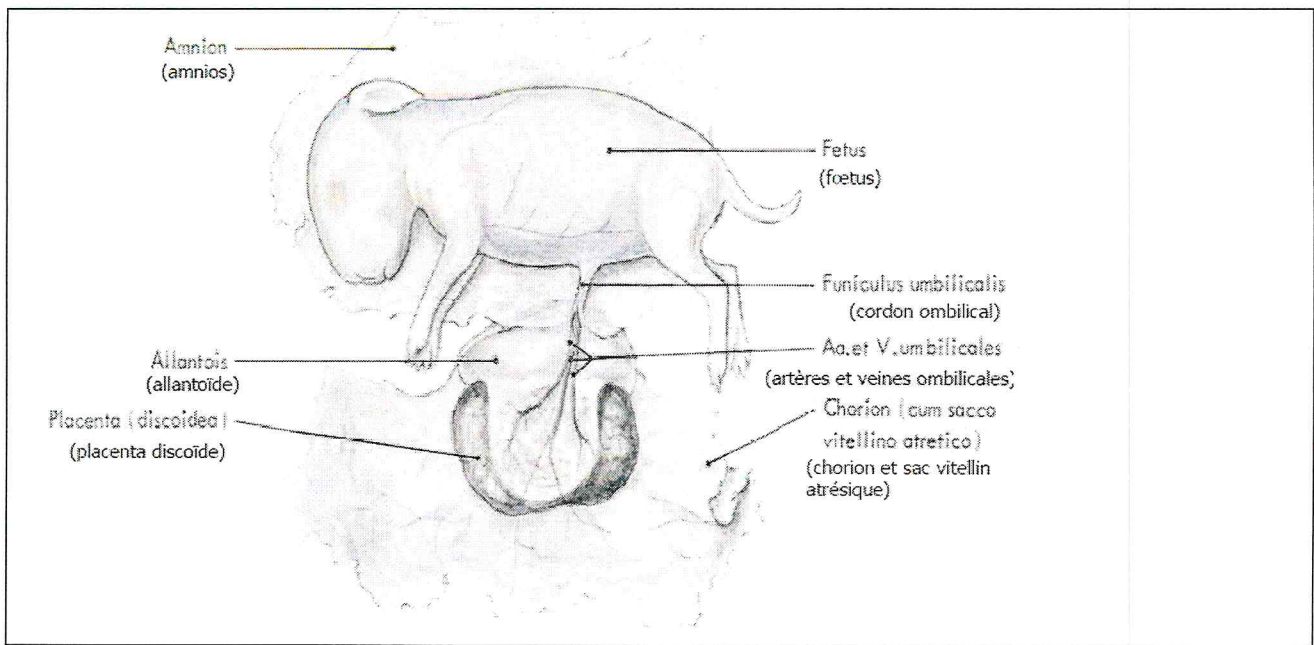 Amnion
(amnios)
Fetus
(fœtus)
Funiculus umbilicalis
(cordon ombilical)
Allantois
(allantoïde)
Aa.et V.umbilicales
(artères et veines ombilicales)
Placenta (discoidea)
(placenta discoïde)
Chorion (cum sacco
vitellino atretico)
(chorion et sac vitellin
atrésique)